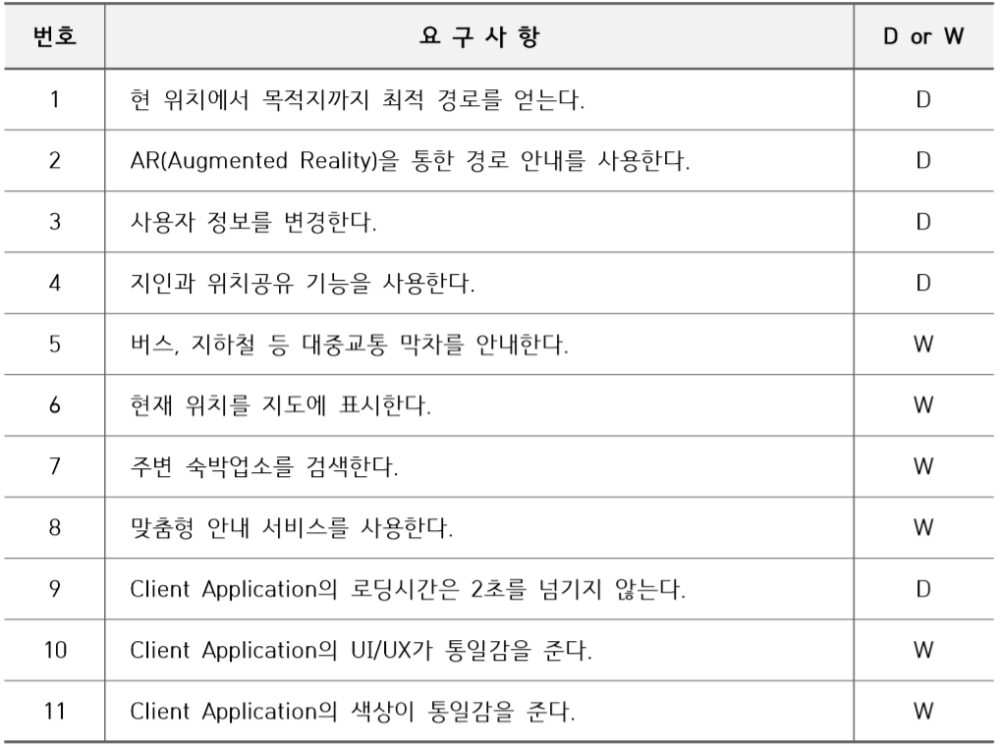 번호 요 구 사 항 D or W
1 현 위치에서 목적지까지 최적 경로를 얻는다. D
2 AR(Augmented Reality)을 통한 경로 안내를 사용한다. D
3 사용자 정보를 변경한다. D
4 지인과 위치공유 기능을 사용한다. D
5 버스, 지하철 등 대중교통 막차를 안내한다. W
6 현재 위치를 지도에 표시한다. W
7 주변 숙박업소를 검색한다. W
8 맞춤형 안내 서비스를 사용한다. W
9 Client Application의 로딩시간은 2초를 넘기지 않는다. D
10 Client Application의 UI/UX가 통일감을 준다. W
11 Client Application의 색상이 통일감을 준다. W